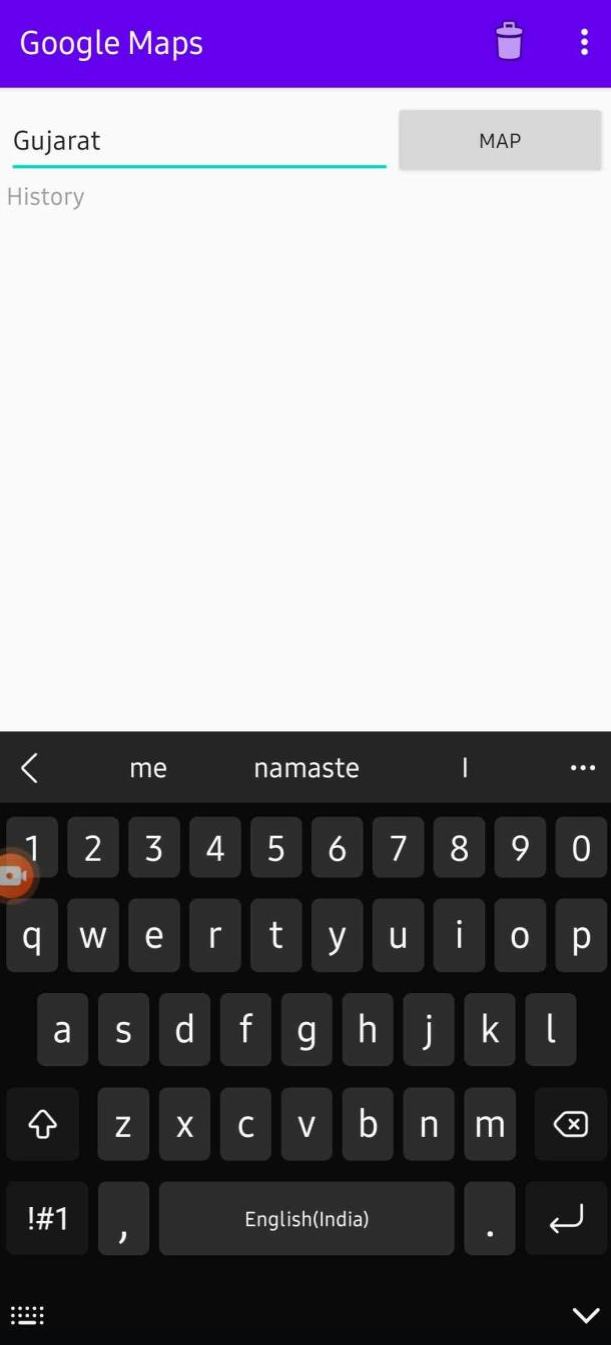 Google Maps
Gujarat
MAP
History
me namaste I
1 2 3 4 5 6 7 8 9 0
q w e r t y u i o p
a s d f g h j k l
z x c v b n m
!#1 , English(India) .